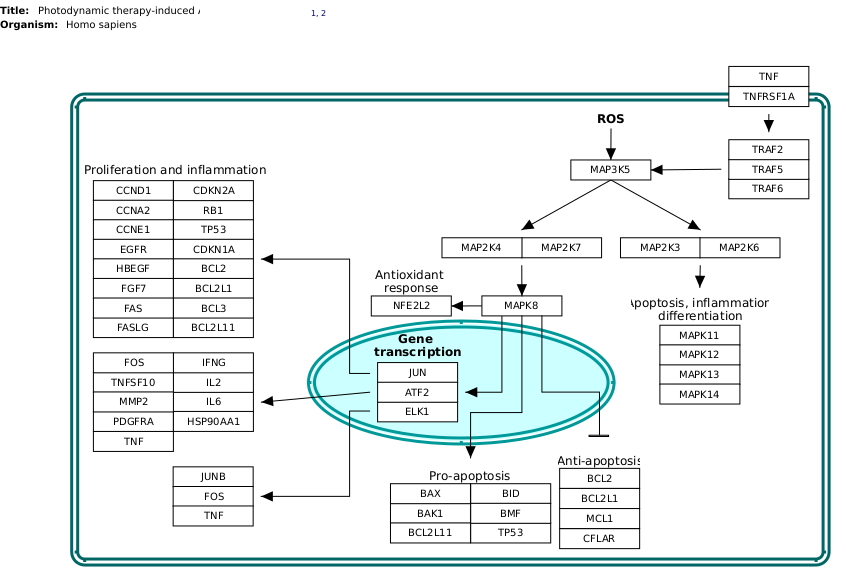 Title: Photodynamic therapy-induced
1, 2
Organism: Homo sapiens
TNF
TNFRSF1A
ROS
TRAF2
TRAF5
TRAF6
MAP3K5
Proliferation and inflammation
CCND1 CDKN2A
CCNA2 RB1
CCNE1 TP53
EGFR CDKN1A
HBEGF BCL2
FGF7 BCL2L1
FAS BCL3
FASLG BCL2L11
MAP2K4 MAP2K7
MAP2K3 MAP2K6
Antioxidant
response
NFE2L2
MAPK8
poptosis, inflammation
differentiation
MAPK11
MAPK12
MAPK13
MAPK14
Gene
transcription
JUN
ATF2
ELK1
FOS IFNG
TNFSF10 IL2
MMP2 IL6
PDGFRA HSP90AA1
TNF
JUNB
FOS
TNF
Pro-apoptosis
BAX BID
BAK1 BMF
BCL2L11 TP53
Anti-apoptosis
BCL2
BCL2L1
MCL1
CFLAR